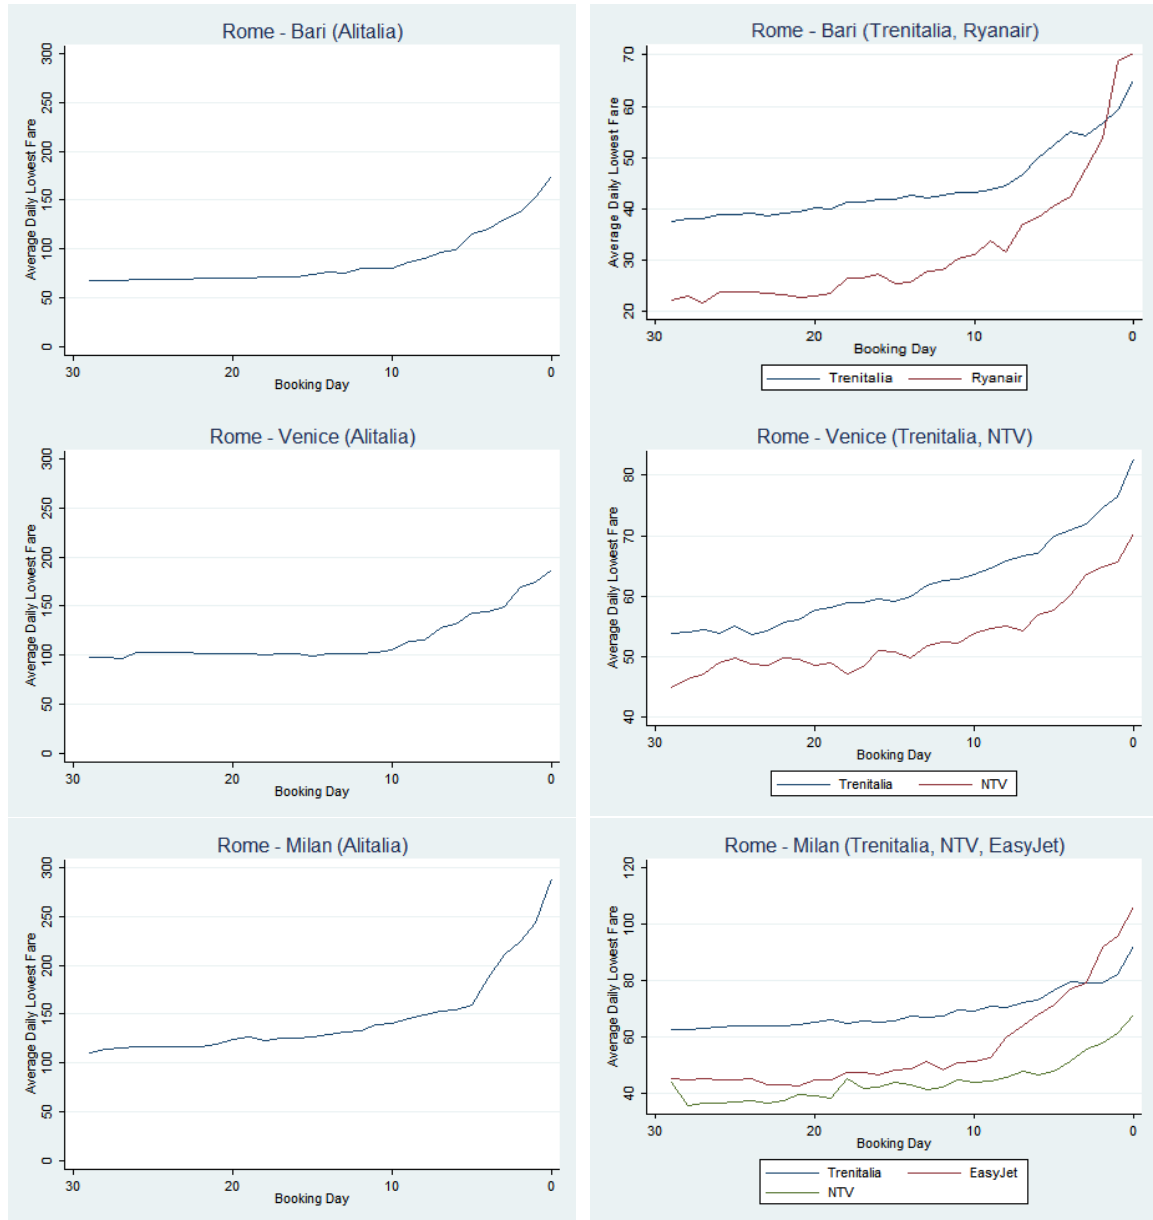 Rome - Bari (Alitalia)
Average Daily Lowest Fare
300
250
200
150
100
50
0
30 20 10 0
Booking Day
Rome - Bari (Trenitalia, Ryanair)
Average Daily Lowest Fare
70
60
50
40
30
20
30 20 10 0
Booking Day
Trenitalia Ryanair
Rome - Venice (Alitalia)
Average Daily Lowest Fare
300
250
200
150
100
50
0
30 20 10 0
Booking Day
Rome - Venice (Trenitalia, NTV)
Average Daily Lowest Fare
80
70
60
50
40
30 20 10 0
Booking Day
Trenitalia NTV
Rome - Milan (Alitalia)
Average Daily Lowest Fare
300
250
200
150
100
50
0
30 20 10 0
Booking Day
Rome - Milan (Trenitalia, NTV, EasyJet)
Average Daily Lowest Fare
120
100
80
60
40
30 20 10 0
Booking Day
Trenitalia EasyJet
NTV